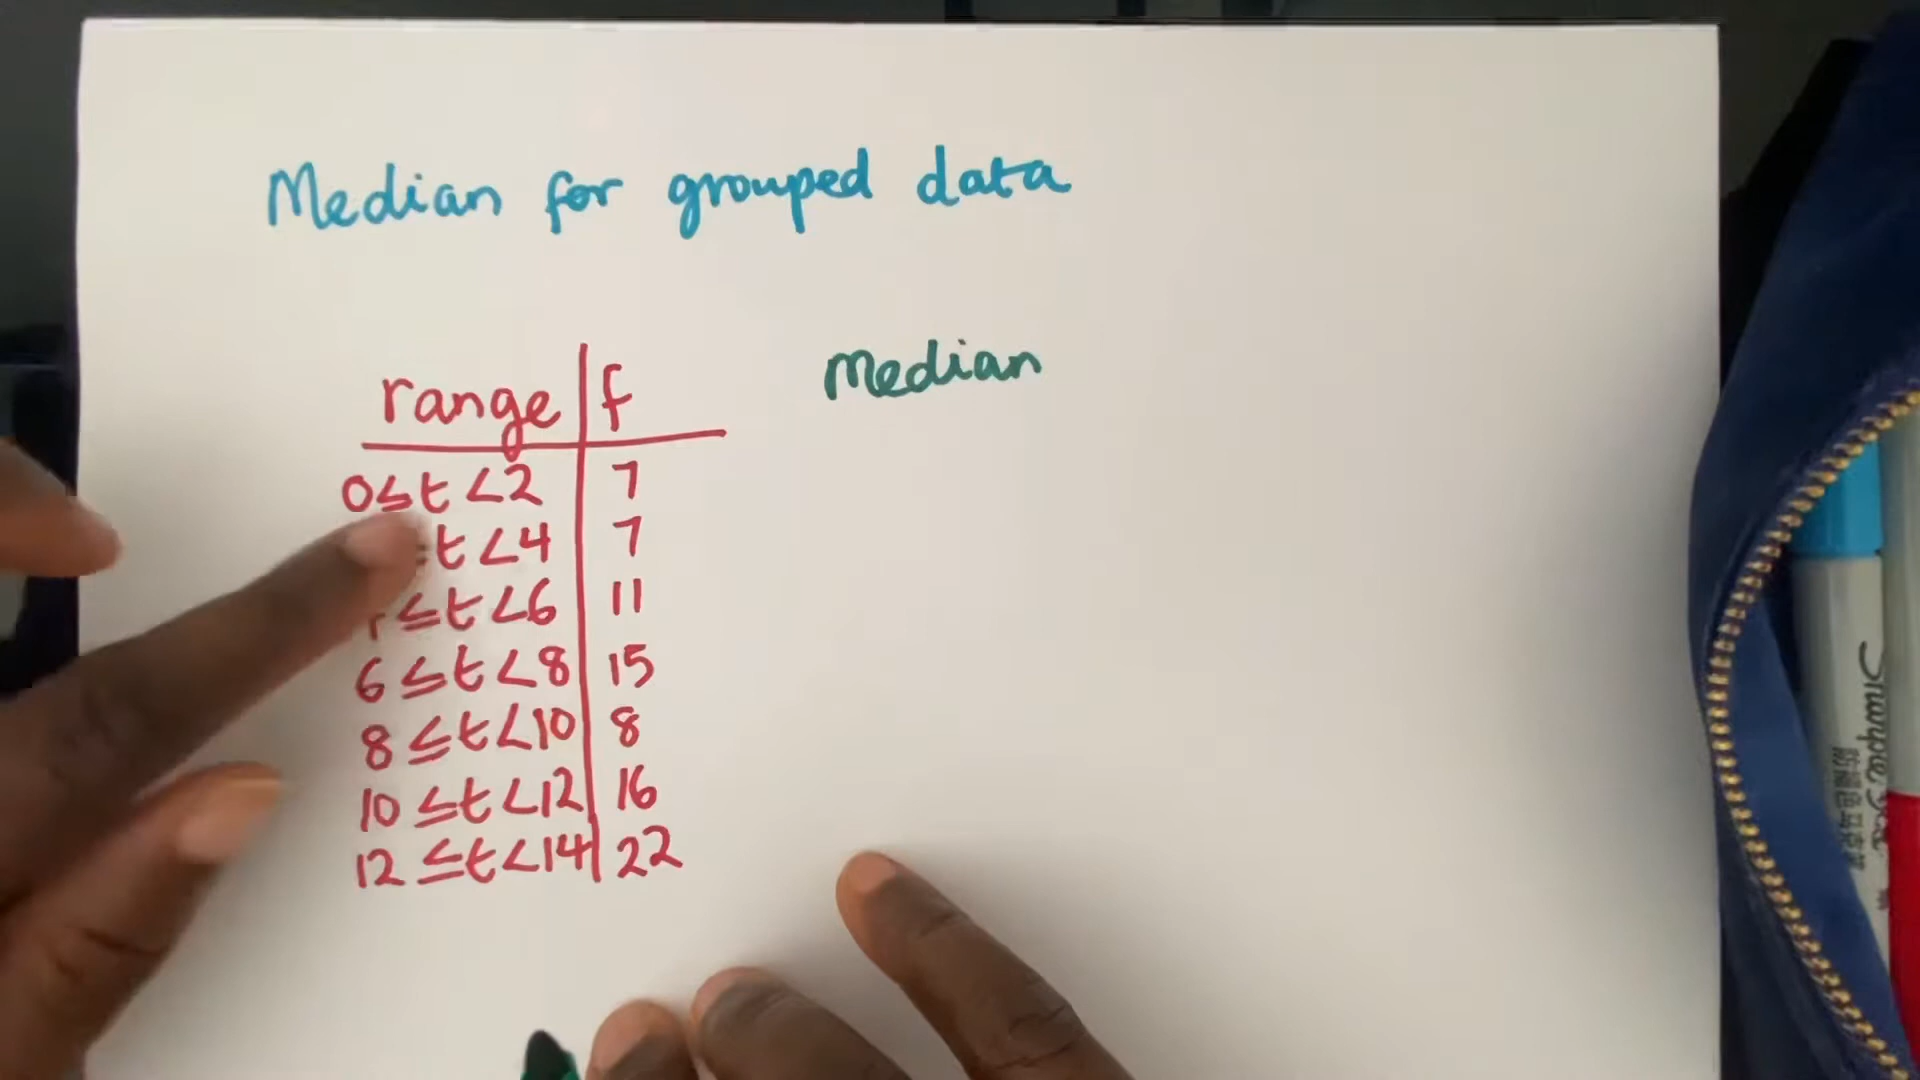 Median for grouped data
Median
range f
0≤t<2 7
≤t<4 7
≤t<6 11
6≤t<8 15
8≤t<10 8
10≤t<12 16
12≤t<14 22
Sharpie